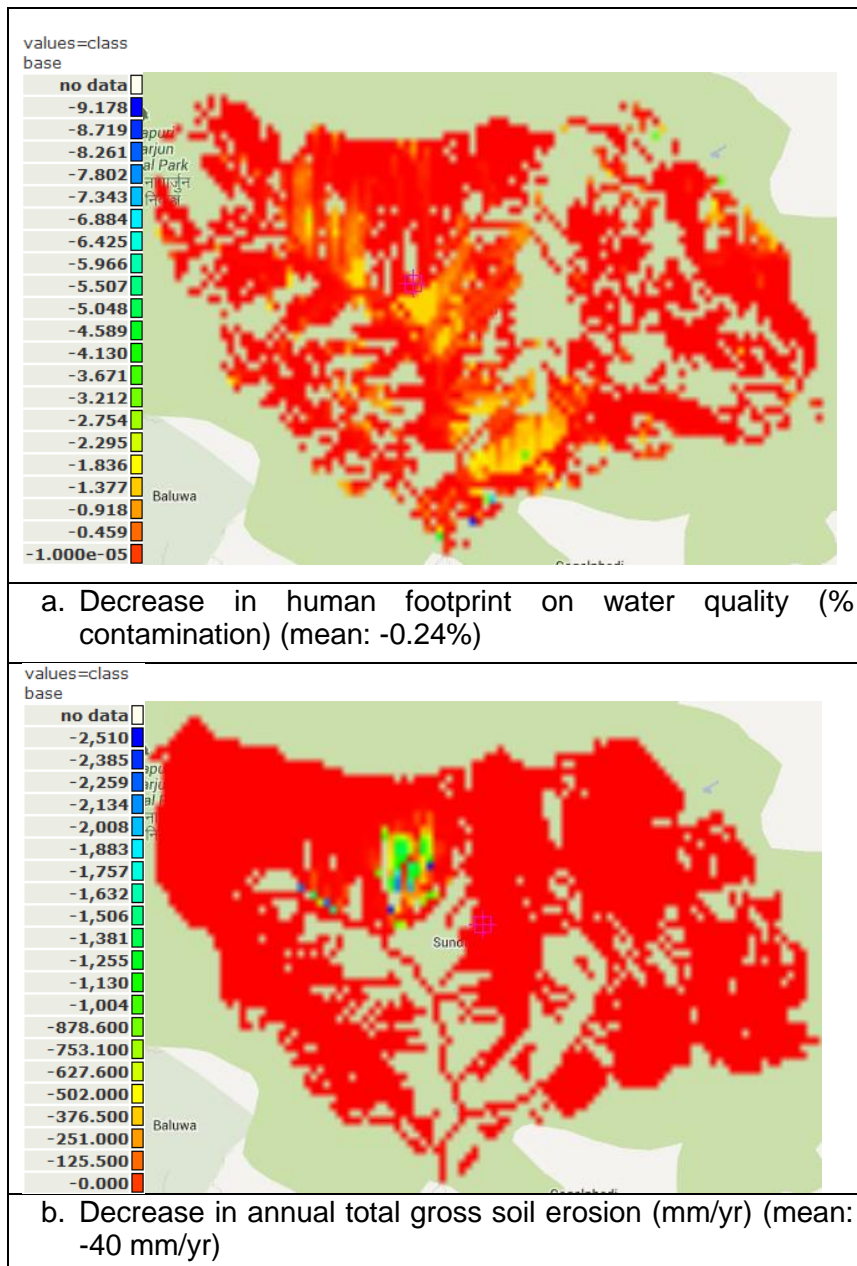 values=class
base
no data
-9.178
-8.719
-8.261
-7.802
-7.343
-6.884
-6.425
-5.966
-5.507
-5.048
-4.589
-4.130
-3.671
-3.212
-2.754
-2.295
-1.836
-1.377
-0.918
-0.459
-1.000e-05
apuri
arjun
al Park
Baluwa
a. Decrease in human footprint on water quality (%
contamination) (mean: -0.24%)
values=class
base
no data
-2,510
-2,385
-2,259
-2,134
-2,008
-1,883
-1,757
-1,632
-1,506
-1,381
-1,255
-1,130
-1,004
-878.600
-753.100
-627.600
-502.000
-376.500
-251.000
-125.500
-0.000
Sund
Baluwa
b. Decrease in annual total gross soil erosion (mm/yr) (mean:
-40 mm/yr)